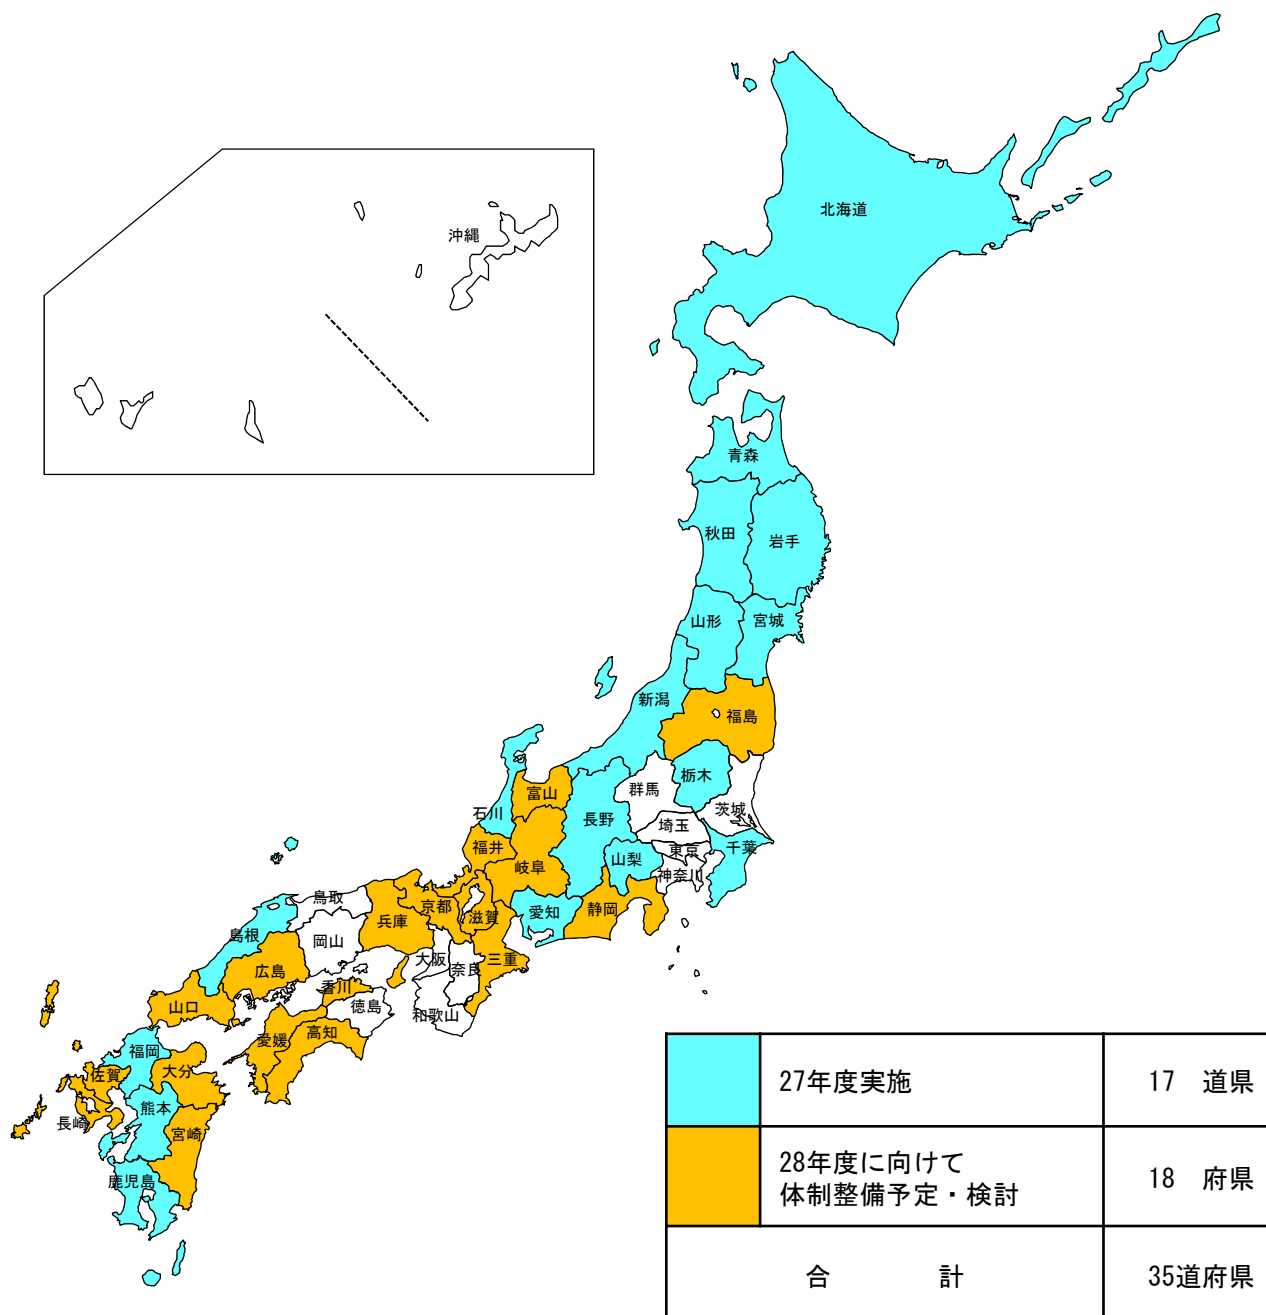 北海道
沖縄
青森
秋田
岩手
山形
宮城
新潟
福島
栃木
群馬
富山
茨城
石川
長野
埼玉
福井
東京
千葉
岐阜
山梨
神奈川
鳥取
京都
滋賀
愛知
静岡
兵庫
島根
岡山
大阪
奈良
三重
広島
香川
山口
徳島
和歌山
愛媛
高知
福岡
佐賀
大分
熊本
長崎
宮崎
鹿児島
27年度実施
17 道県
28年度に向けて
体制整備予定・検討
18 府県
合 計
35道府県